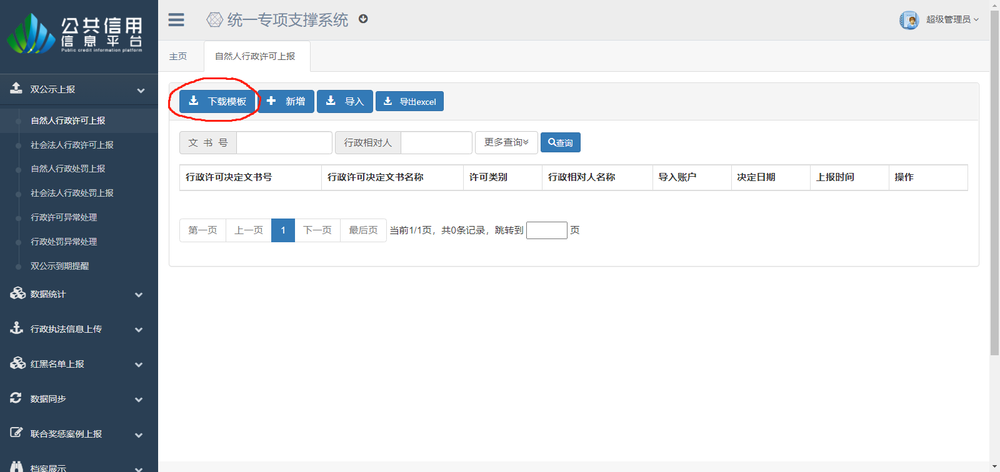 公共信用
信息平台
Public credit information platform
统一专项支撑系统
超级管理员
主页
自然人行政许可上报
双公示上报
自然人行政许可上报
社会法人行政许可上报
自然人行政处罚上报
社会法人行政处罚上报
行政许可异常处理
行政处罚异常处理
双公示到期提醒
数据统计
行政执法信息上传
红黑名单上报
数据同步
联合奖惩案例上报
档案展示
下载模板 新增 导入 导出excel
文 书 号 行政相对人 更多查询 查询
行政许可决定文书号 行政许可决定文书名称 许可类别 行政相对人名称 导入账户 决定日期 上报时间 操作
第一页 上一页 1 下一页 最后页 当前1/1页，共0条记录，跳转到 页